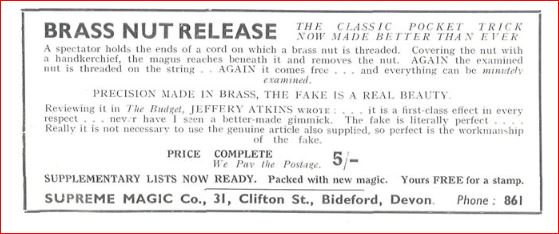 BRASS NUT RELEASE
THE CLASSIC POCKET TRICK
NOW MADE BETTER THAN EVER
A spectator holds the ends of a cord on which a brass nut is threaded. Covering the nut with
a handkerchief, the magus reaches beneath it and removes the nut. AGAIN the examined
nut is threaded on the string . . AGAIN it comes free . . . and everything can be minutely
examined.
PRECISION MADE IN BRASS, THE FAKE IS A REAL BEAUTY.
Reviewing it in The Budget, JEFFERY ATKINS WROTE : . . . it is a first-class effect in every
respect . . . never have I seen a better-made gimmick. The fake is literally perfect . . . .
Really it is not necessary to use the genuine article also supplied, so perfect is the workmanship
of the fake.
PRICE COMPLETE 5/-
We Pay the Postage.
SUPPLEMENTARY LISTS NOW READY. Packed with new magic. Yours FREE for a stamp.
SUPREME MAGIC Co., 31, Clifton St., Bideford, Devon. Phone : 861